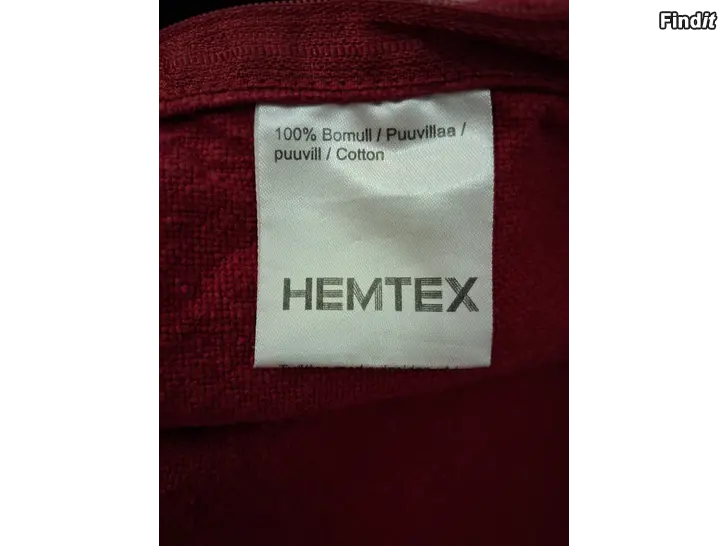 Findit
100% Bomull / Puuvillaa /
puuvill / Cotton
HEMTEX